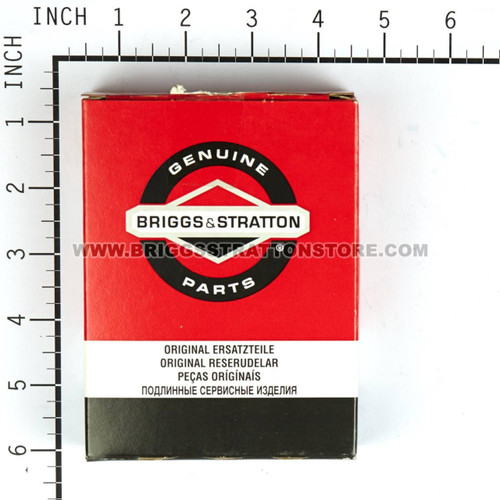 INCH 1 2 3 4 5 6
INCH
1
2
3
4
5
6
GENUINE
BRIGGS & STRATTON
®
PARTS
WWW.BRIGGSSTRATTONSTORE.COM
ORIGINAL ERSATZTEILE
ORIGINAL RESERUDELAR
PEÇAS ORÍGINAÍS
ПОДЛИННЫЕ СЕРВИСНЫЕ ИЗДЕЛИЯ